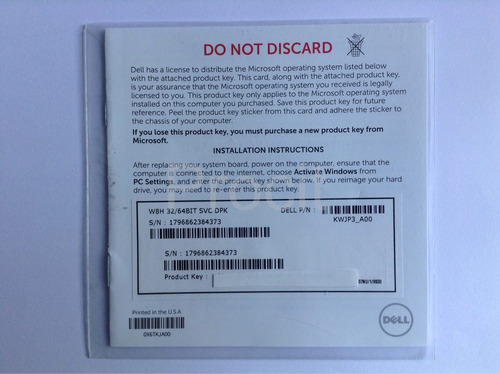 DO NOT DISCARD
Dell has a license to distribute the Microsoft operating system listed below
with the attached product key. This card, along with the attached product key,
is your assurance that the Microsoft operating system you received is legally
licensed to you. This product key only applies to the Microsoft operating system
installed on this computer you purchased. Save this product key for future
reference. Peel the product key sticker from this card and adhere the sticker to
the chassis of your computer.
If you lose this product key, you must purchase a new product key from
Microsoft.
INSTALLATION INSTRUCTIONS
After replacing your system board, power on the computer, ensure that the
computer is connected to the internet, choose Activate Windows from
PC Settings, and enter the product key shown below. If you reimage your hard
drive, you may need to re-enter this product key.
W8H 32/64BIT SVC DPK DELL P/N :
S/N : 1796862384373 KWJP3_A00
S/N : 1796862384373
Product Key :
Printed in the U.S.A
0X6TKJA00
DELL